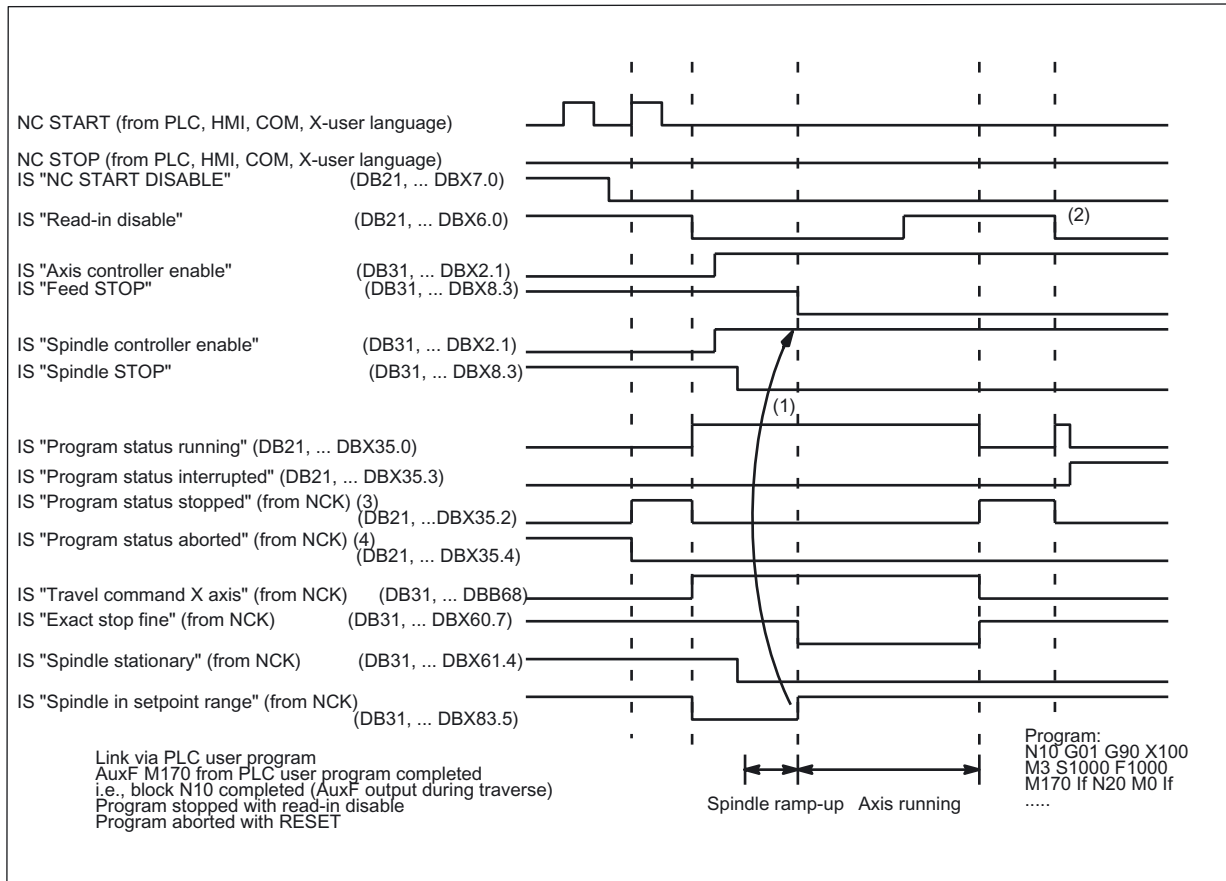 NC START (from PLC, HMI, COM, X-user language)
NC STOP (from PLC, HMI, COM, X-user language)
IS "NC START DISABLE" (DB21, ... DBX7.0)
IS "Read-in disable" (DB21, ... DBX6.0)
(2)
IS "Axis controller enable" (DB31, ... DBX2.1)
IS "Feed STOP" (DB31, ... DBX8.3)
IS "Spindle controller enable" (DB31, ... DBX2.1)
IS "Spindle STOP" (DB31, ... DBX8.3)
(1)
IS "Program status running" (DB21, ... DBX35.0)
IS "Program status interrupted" (DB21, ... DBX35.3)
IS "Program status stopped" (from NCK) (3)
(DB21, ...DBX35.2)
IS "Program status aborted" (from NCK) (4)
(DB21, ... DBX35.4)
IS "Travel command X axis" (from NCK) (DB31, ... DBB68)
IS "Exact stop fine" (from NCK) (DB31, ... DBX60.7)
IS "Spindle stationary" (from NCK) (DB31, ... DBX61.4)
IS "Spindle in setpoint range" (from NCK)
(DB31, ... DBX83.5)
Link via PLC user program
AuxF M170 from PLC user program completed
i.e., block N10 completed (AuxF output during traverse)
Program stopped with read-in disable
Program aborted with RESET
Spindle ramp-up Axis running
Program:
N10 G01 G90 X100
M3 S1000 F1000
M170 If N20 M0 If
.....